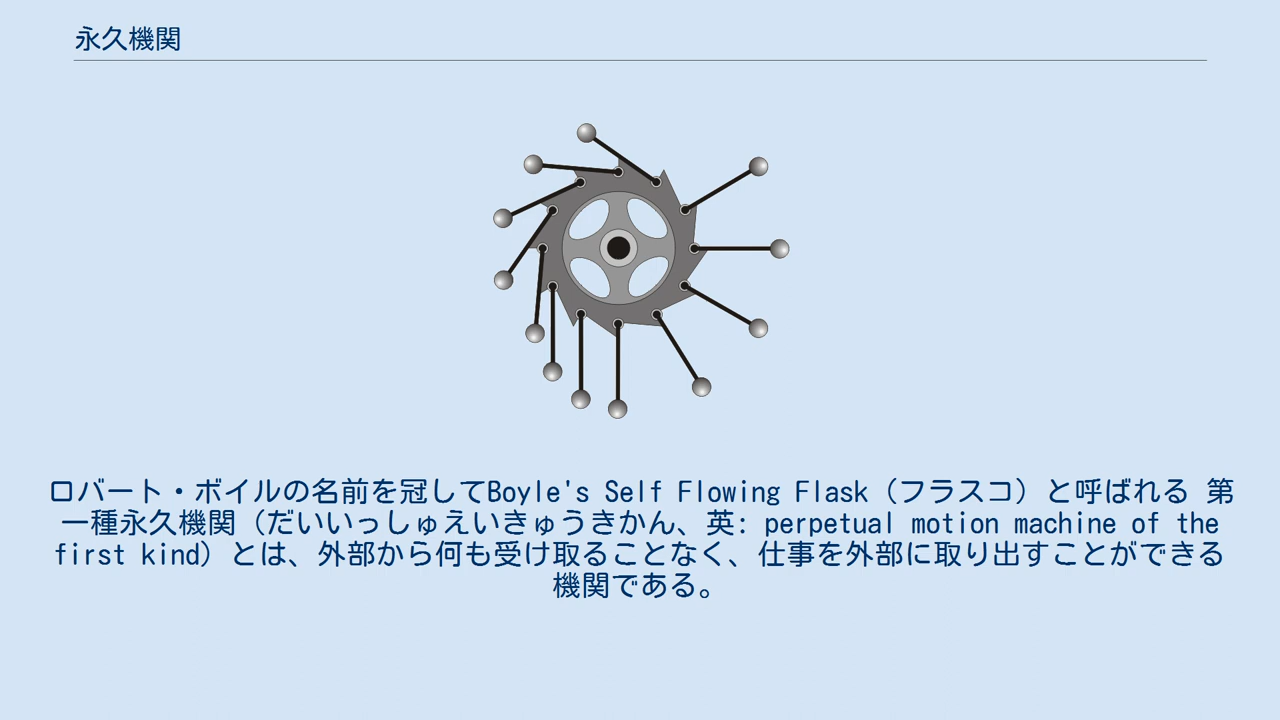 永久機関
ロバート・ボイルの名前を冠してBoyle's Self Flowing Flask（フラスコ）と呼ばれる 第
一種永久機関（だいいっしゅえいきゅうきかん、英: perpetual motion machine of the
first kind）とは、外部から何も受け取ることなく、仕事を外部に取り出すことができる
機関である。